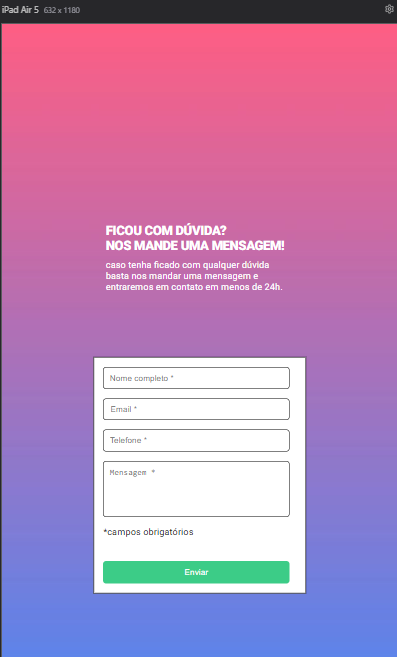 iPad Air 5 632 x 1180
FICOU COM DÚVIDA?
NOS MANDE UMA MENSAGEM!
caso tenha ficado com qualquer dúvida
basta nos mandar uma mensagem e
entraremos em contato em menos de 24h.
Nome completo *
Email *
Telefone *
Mensagem *
*campos obrigatórios
Enviar